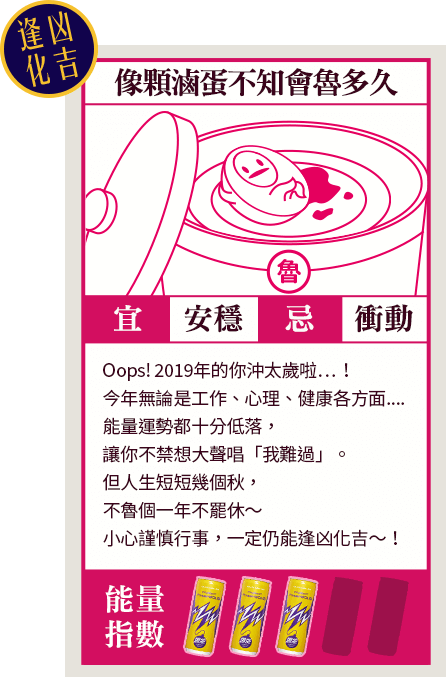 逢凶
化吉
像顆滷蛋不知會魯多久
魯
宜 安穩 忌 衝動
Oops! 2019年的你沖太歲啦…！
今年無論是工作、心理、健康各方面....
能量運勢都十分低落，
讓你不禁想大聲唱「我難過」。
但人生短短幾個秋，
不魯個一年不罷休～
小心謹慎行事，一定仍能逢凶化吉～！
能量
指數